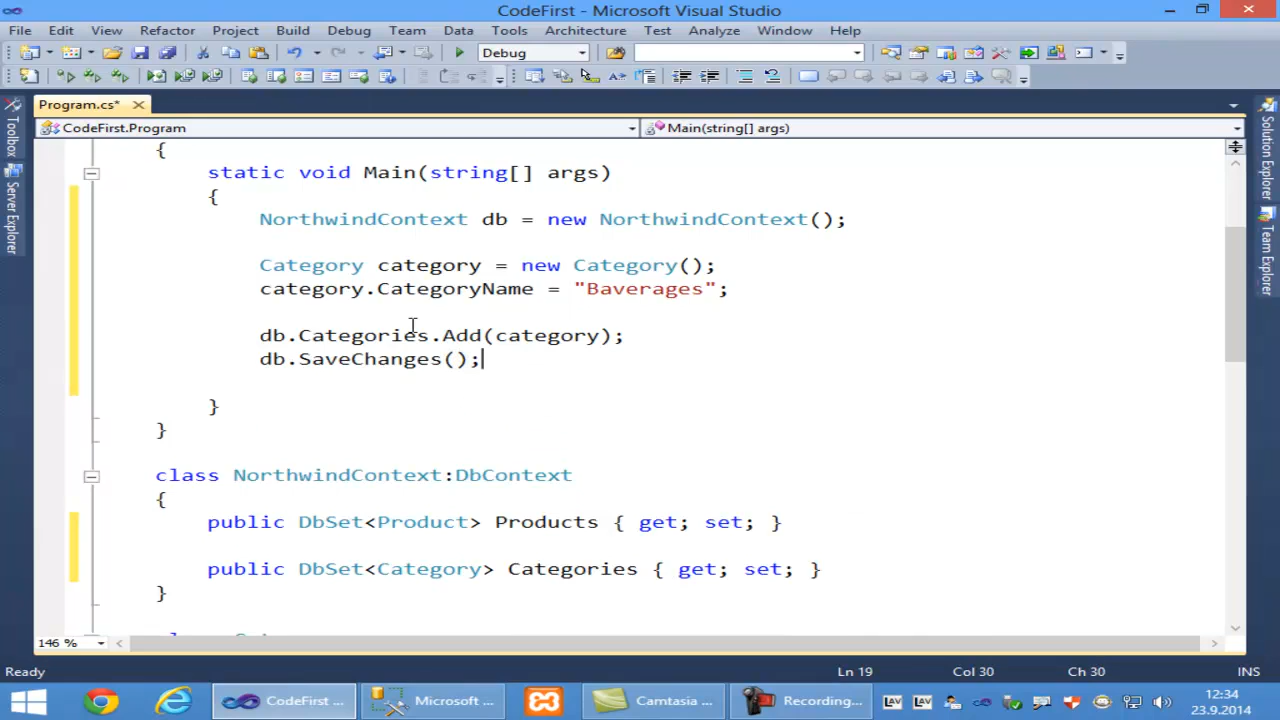 CodeFirst - Microsoft Visual Studio
File Edit View Refactor Project Build Debug Team Data Tools Architecture Test Analyze Window Help
Debug
Program.cs*
CodeFirst.Program
Main(string[] args)
Toolbox
Server Explorer
Solution Explorer
Team Explorer
{
static void Main(string[] args)
{
NorthwindContext db = new NorthwindContext();
Category category = new Category();
category.CategoryName = "Baverages";
db.Categories.Add(category);
db.SaveChanges();
}
}
class NorthwindContext:DbContext
{
public DbSet<Product> Products { get; set; }
public DbSet<Category> Categories { get; set; }
}
146 %
Ready Ln 19 Col 30 Ch 30 INS
CodeFirst ... Microsoft ... Camtasia ... Recording... LAV LAV
12:34
23.9.2014